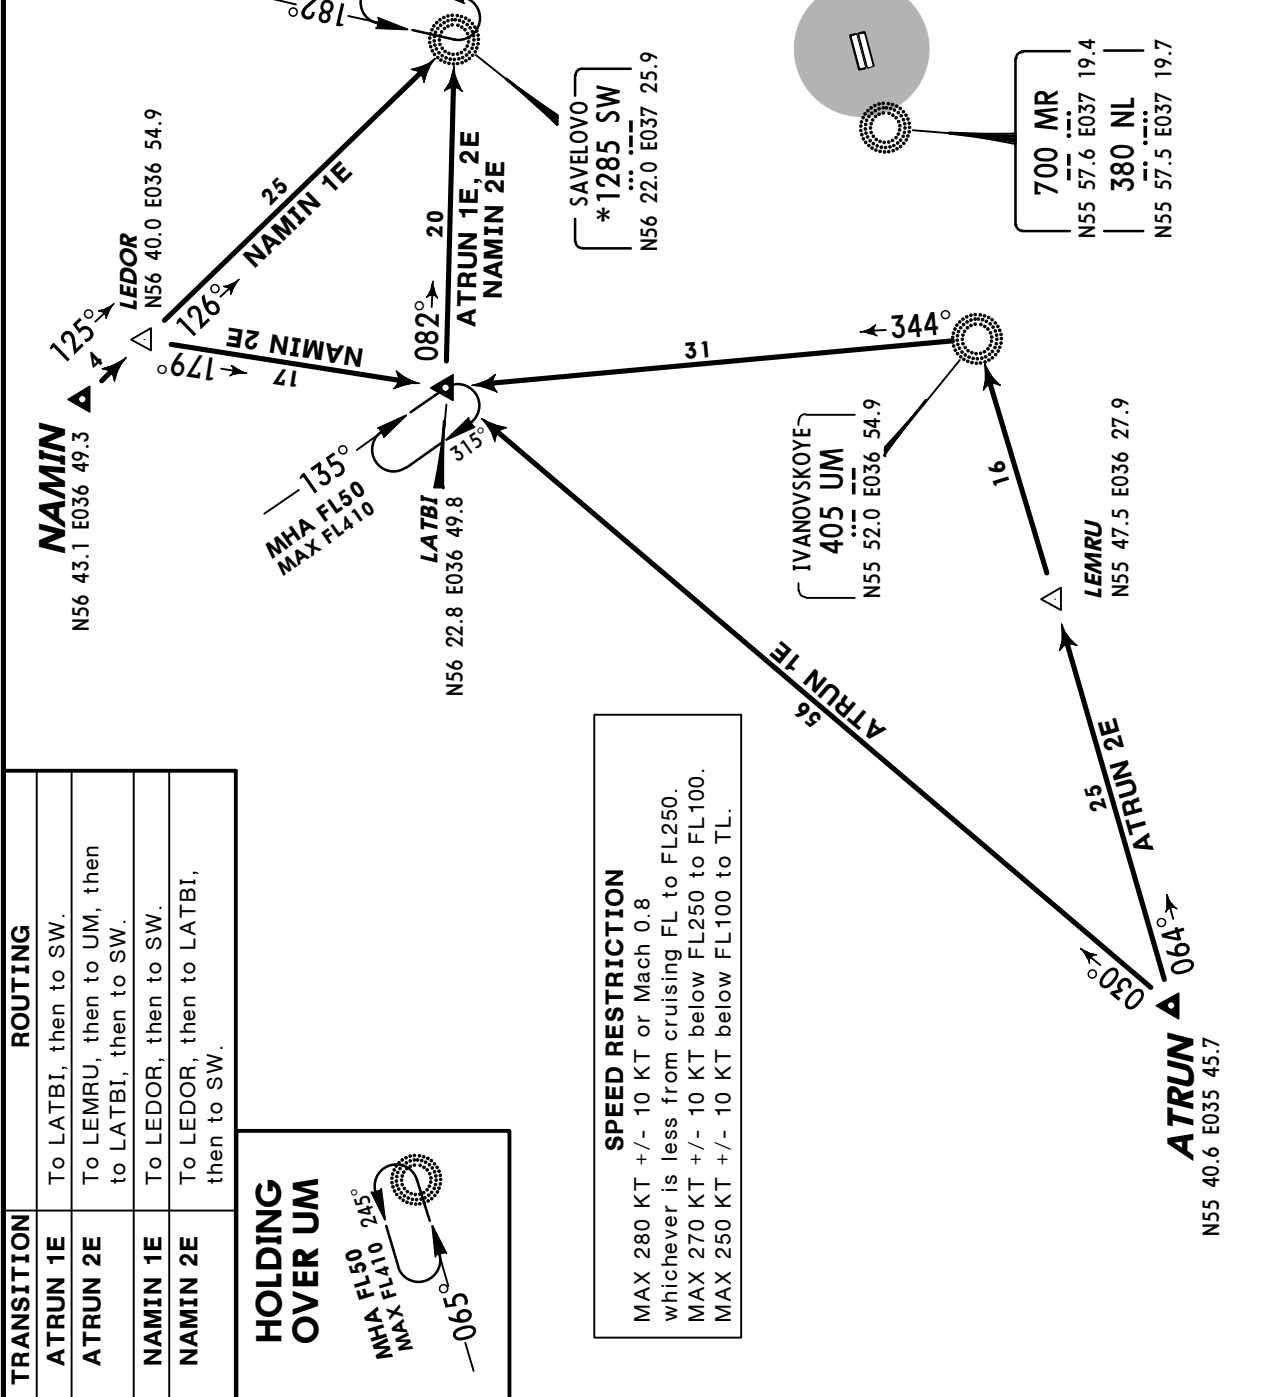 TRANSITION ROUTING
ATRUN 1E To LATBI, then to SW.
ATRUN 2E To LEMRU, then to UM, then
to LATBI, then to SW.
NAMIN 1E To LEDOR, then to SW.
NAMIN 2E To LEDOR, then to LATBI,
then to SW.
HOLDING
OVER UM
MHA FL50
MAX FL410
245°
065°
SPEED RESTRICTION
MAX 280 KT +/- 10 KT or Mach 0.8
whichever is less from cruising FL to FL250.
MAX 270 KT +/- 10 KT below FL250 to FL100.
MAX 250 KT +/- 10 KT below FL100 to TL.
NAMIN
N56 43.1 E036 49.3
125°
4
LEDOR
N56 40.0 E036 54.9
126°
25
NAMIN 1E
179°
17
NAMIN 2E
182°
135°
MHA FL50
MAX FL410
315°
LATBI
N56 22.8 E036 49.8
082°
20
ATRUN 1E, 2E
NAMIN 2E
SAVELOVO
*1285 SW
N56 22.0 E037 25.9
700 MR
N55 57.6 E037 19.4
380 NL
N55 57.5 E037 19.7
344°
31
IVANOVSKOYE
405 UM
N55 52.0 E036 54.9
16
LEMRU
N55 47.5 E036 27.9
56
ATRUN 1E
25
ATRUN 2E
030°
064°
ATRUN
N55 40.6 E035 45.7